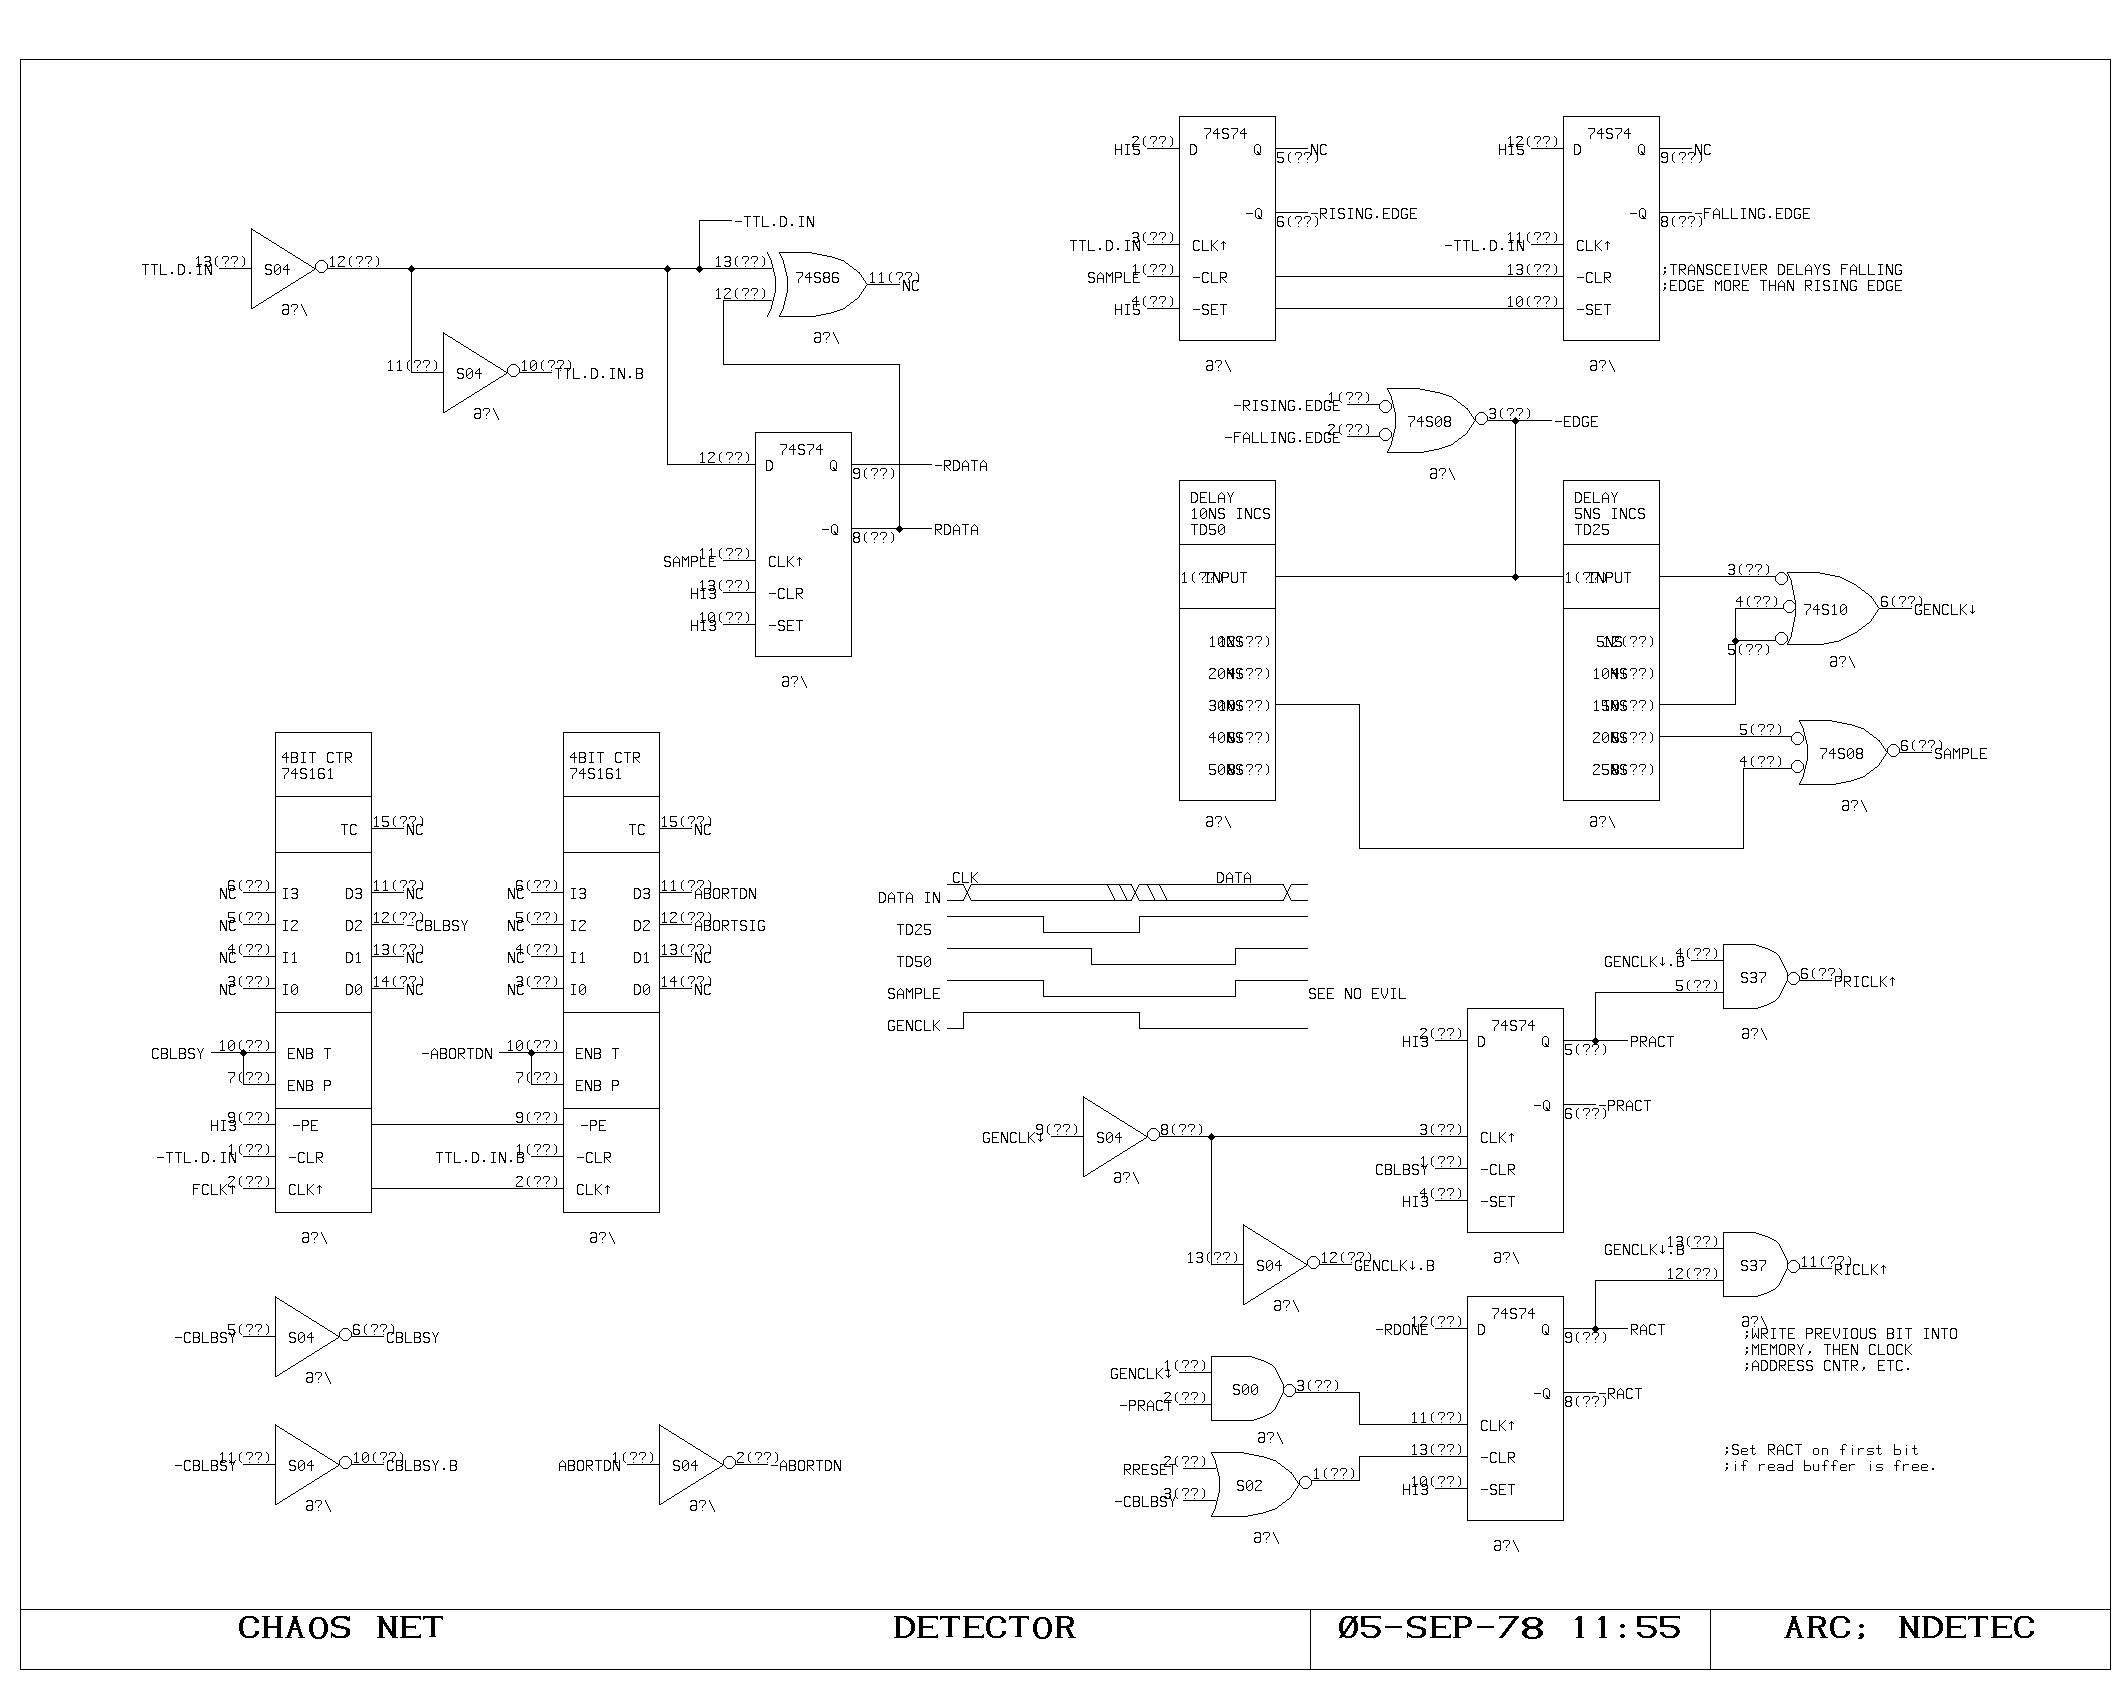 2(??)
HI5
D
74S74
Q
5(??)
NC
-Q
6(??)
-RISING.EDGE
3(??)
TTL.D.IN
CLK↑
1(??)
SAMPLE
-CLR
4(??)
HI5
-SET
a?\
12(??)
HI5
D
74S74
Q
9(??)
NC
-Q
8(??)
-FALLING.EDGE
11(??)
-TTL.D.IN
CLK↑
13(??)
-CLR
10(??)
-SET
a?\
;TRANSCEIVER DELAYS FALLING
;EDGE MORE THAN RISING EDGE
-TTL.D.IN
TTL.D.IN
13(??)
S04
12(??)
a?\
13(??)
12(??)
74S86
11(??)
NC
a?\
11(??)
S04
10(??)
TTL.D.IN.B
a?\
12(??)
D
74S74
Q
9(??)
-RDATA
-Q
8(??)
RDATA
11(??)
SAMPLE
CLK↑
13(??)
HI3
-CLR
10(??)
HI3
-SET
a?\
-RISING.EDGE
1(??)
-FALLING.EDGE
2(??)
74S08
3(??)
-EDGE
a?\
DELAY
10NS INCS
TD50
1(??)
INPUT
10NS
12(??)
20NS
4(??)
30NS
10(??)
40NS
6(??)
50NS
8(??)
a?\
DELAY
5NS INCS
TD25
1(??)
INPUT
5NS
12(??)
10NS
4(??)
15NS
10(??)
20NS
6(??)
25NS
8(??)
a?\
3(??)
4(??)
5(??)
74S10
6(??)
GENCLK↓
a?\
5(??)
4(??)
74S08
6(??)
SAMPLE
a?\
4BIT CTR
74S161
TC
15(??)
NC
NC
6(??)
I3
D3
11(??)
NC
NC
5(??)
I2
D2
12(??)
-CBLBSY
NC
4(??)
I1
D1
13(??)
NC
NC
3(??)
I0
D0
14(??)
NC
CBLBSY
10(??)
ENB T
7(??)
ENB P
HI3
9(??)
-PE
-TTL.D.IN
1(??)
-CLR
FCLK↑
2(??)
CLK↑
a?\
4BIT CTR
74S161
TC
15(??)
NC
NC
6(??)
I3
D3
11(??)
ABORTDN
NC
5(??)
I2
D2
12(??)
ABORTSIG
NC
4(??)
I1
D1
13(??)
NC
NC
3(??)
I0
D0
14(??)
NC
-ABORTDN
10(??)
ENB T
7(??)
ENB P
9(??)
-PE
TTL.D.IN.B
1(??)
-CLR
2(??)
CLK↑
a?\
CLK
DATA
DATA IN
TD25
TD50
SAMPLE
SEE NO EVIL
GENCLK
GENCLK↓.B
4(??)
5(??)
S37
6(??)
PRICLK↑
a?\
HI3
2(??)
D
74S74
Q
5(??)
PRACT
-Q
6(??)
-PRACT
3(??)
CLK↑
CBLBSY
1(??)
-CLR
HI3
4(??)
-SET
a?\
GENCLK↓
9(??)
S04
8(??)
a?\
13(??)
S04
12(??)
GENCLK↓.B
a?\
GENCLK↓.B
13(??)
12(??)
S37
11(??)
RICLK↑
a?\
;WRITE PREVIOUS BIT INTO
;MEMORY, THEN CLOCK
;ADDRESS CNTR, ETC.
-RDONE
12(??)
D
74S74
Q
9(??)
RACT
-Q
8(??)
-RACT
11(??)
CLK↑
13(??)
-CLR
HI3
10(??)
-SET
a?\
GENCLK↓
1(??)
-PRACT
2(??)
S00
3(??)
a?\
RRESET
2(??)
-CBLBSY
3(??)
S02
1(??)
a?\
;Set RACT on first bit
;if read buffer is free.
-CBLBSY
5(??)
S04
6(??)
CBLBSY
a?\
-CBLBSY
11(??)
S04
10(??)
CBLBSY.B
a?\
ABORTDN
1(??)
S04
2(??)
-ABORTDN
a?\
CHAOS NET
DETECTOR
05-SEP-78 11:55
ARC; NDETEC